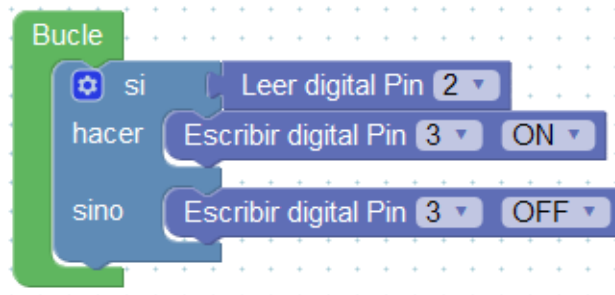 Bucle
si Leer digital Pin 2
hacer Escribir digital Pin 3 ON
sino Escribir digital Pin 3 OFF